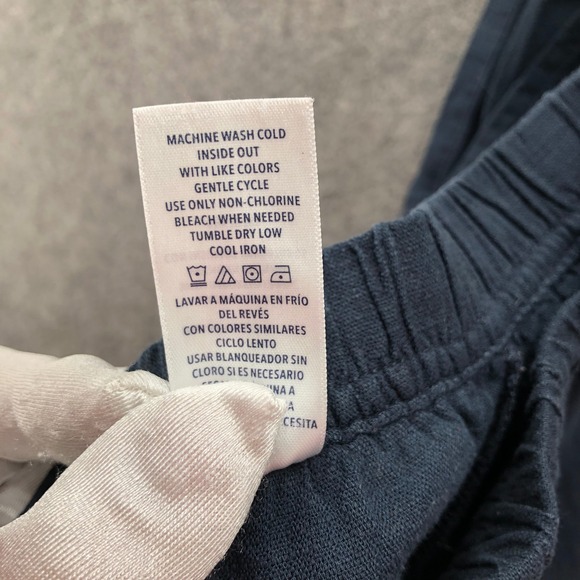 MACHINE WASH COLD
INSIDE OUT
WITH LIKE COLORS
GENTLE CYCLE
USE ONLY NON-CHLORINE
BLEACH WHEN NEEDED
TUMBLE DRY LOW
COOL IRON
LAVAR A MÁQUINA EN FRÍO
DEL REVÉS
CON COLORES SIMILARES
CICLO LENTO
USAR BLANQUEADOR SIN
CLORO SI ES NECESARIO
A
A